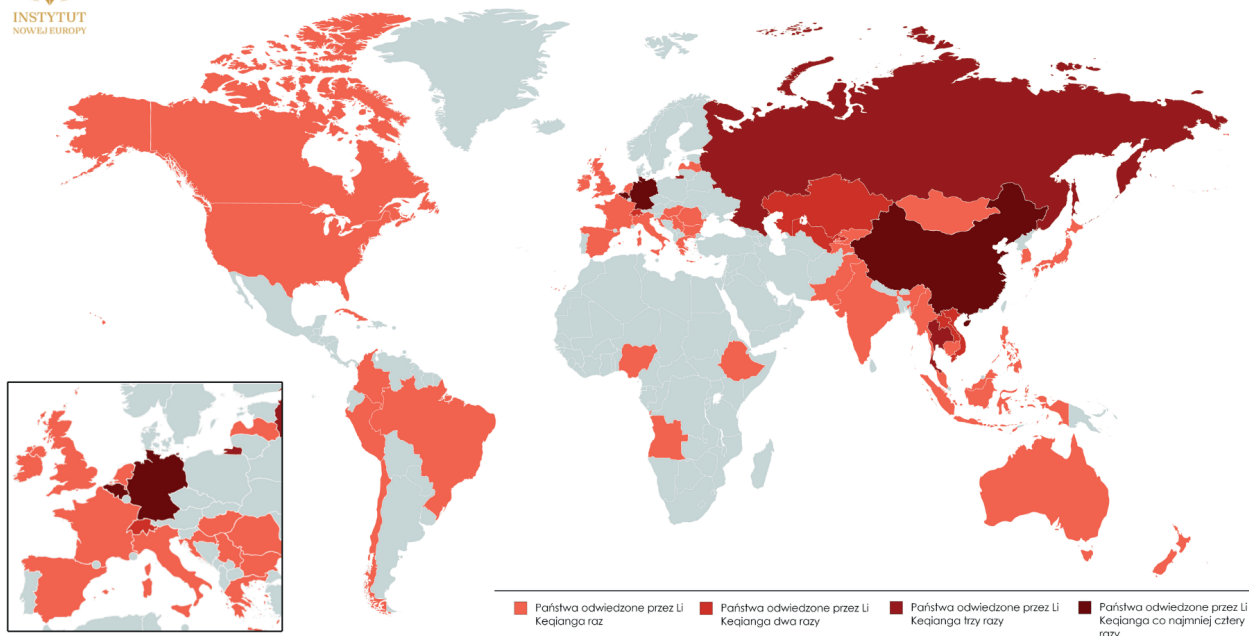 INSTYTUT
NOWEJ EUROPY
Państwa odwiedzone przez Li
Keqianga raz
Państwa odwiedzone przez Li
Keqianga dwa razy
Państwa odwiedzone przez Li
Keqianga trzy razy
Państwa odwiedzone przez Li
Keqianga co najmniej cztery
razy